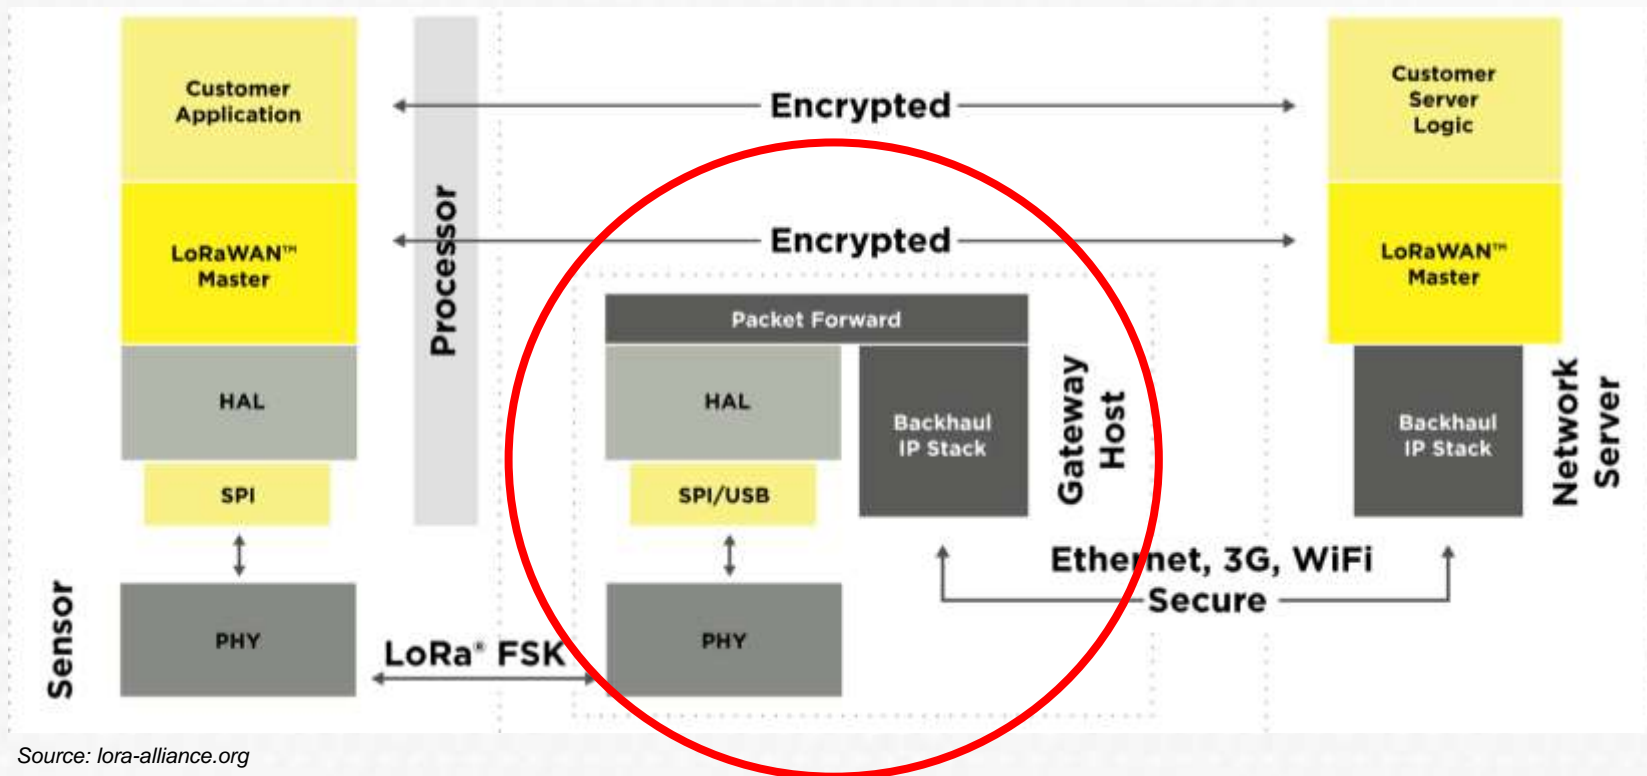 Customer
Application
LoRaWAN™
Master
HAL
SPI
PHY
Sensor
Processor
Encrypted
Encrypted
LoRa® FSK
Packet Forward
HAL
SPI/USB
PHY
Backhaul
IP Stack
Gateway
Host
Ethernet, 3G, WiFi
Secure
Customer
Server
Logic
LoRaWAN™
Master
Backhaul
IP Stack
Network
Server
Source: lora-alliance.org